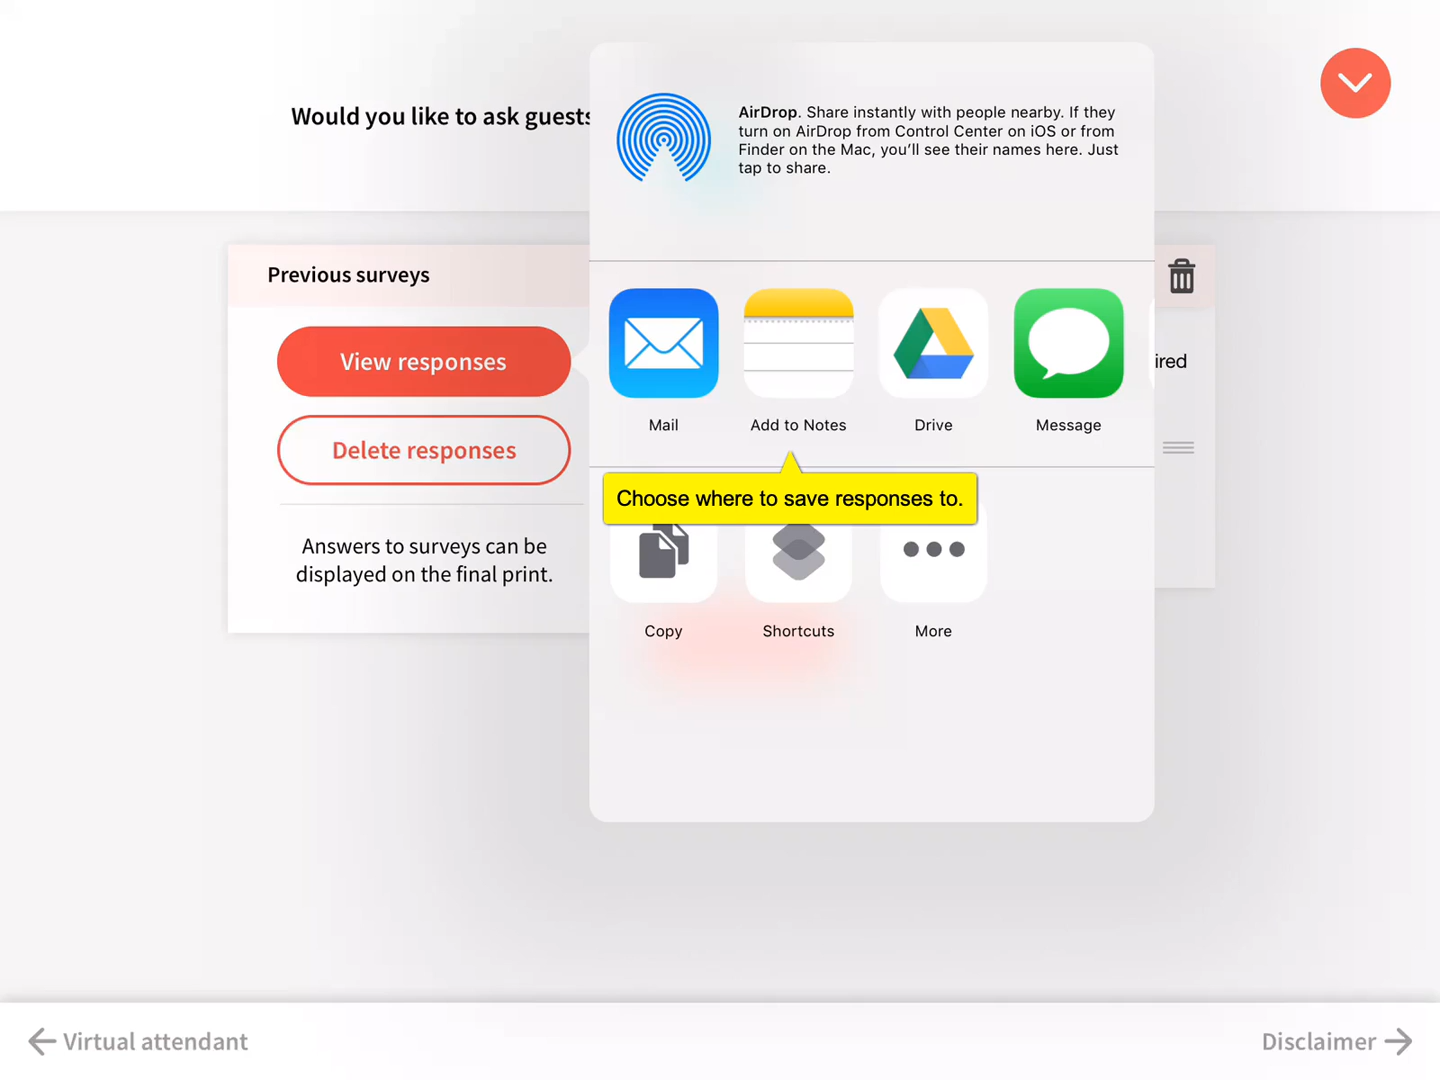 Would you like to ask guests
AirDrop. Share instantly with people nearby. If they
turn on AirDrop from Control Center on iOS or from
Finder on the Mac, you'll see their names here. Just
tap to share.
Previous surveys
View responses
Delete responses
Answers to surveys can be
displayed on the final print.
Mail
Add to Notes
Drive
Message
ired
Choose where to save responses to.
Copy
Shortcuts
More
Virtual attendant
Disclaimer